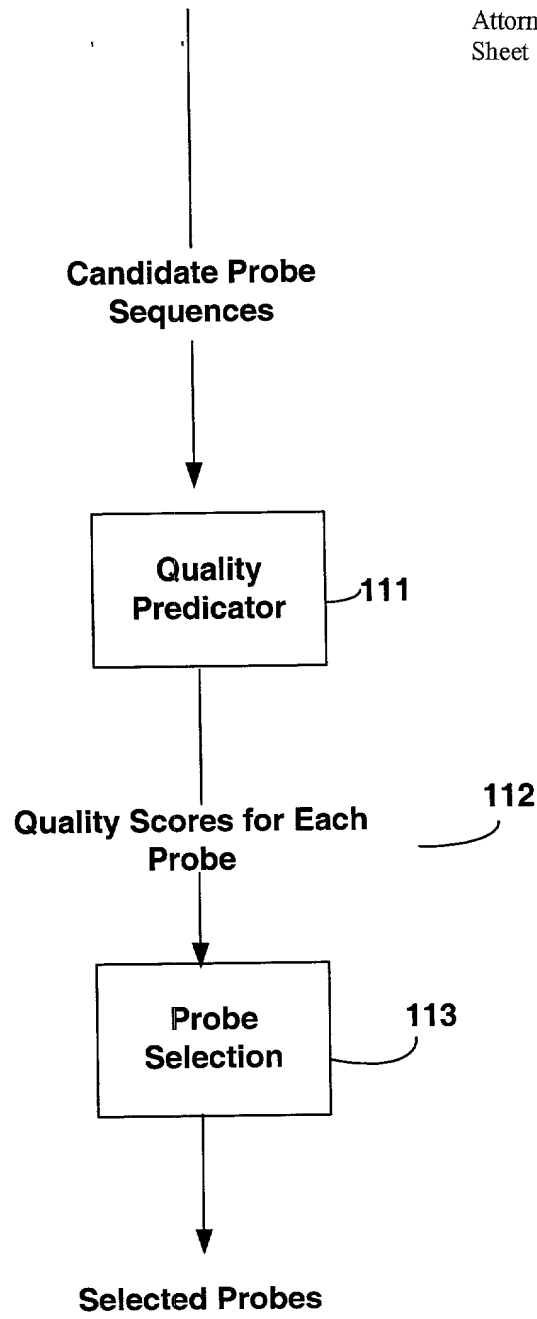 Attorn
Sheet
Candidate Probe
Sequences
Quality
Predicator
111
112
Quality Scores for Each
Probe
Probe
Selection
113
Selected Probes